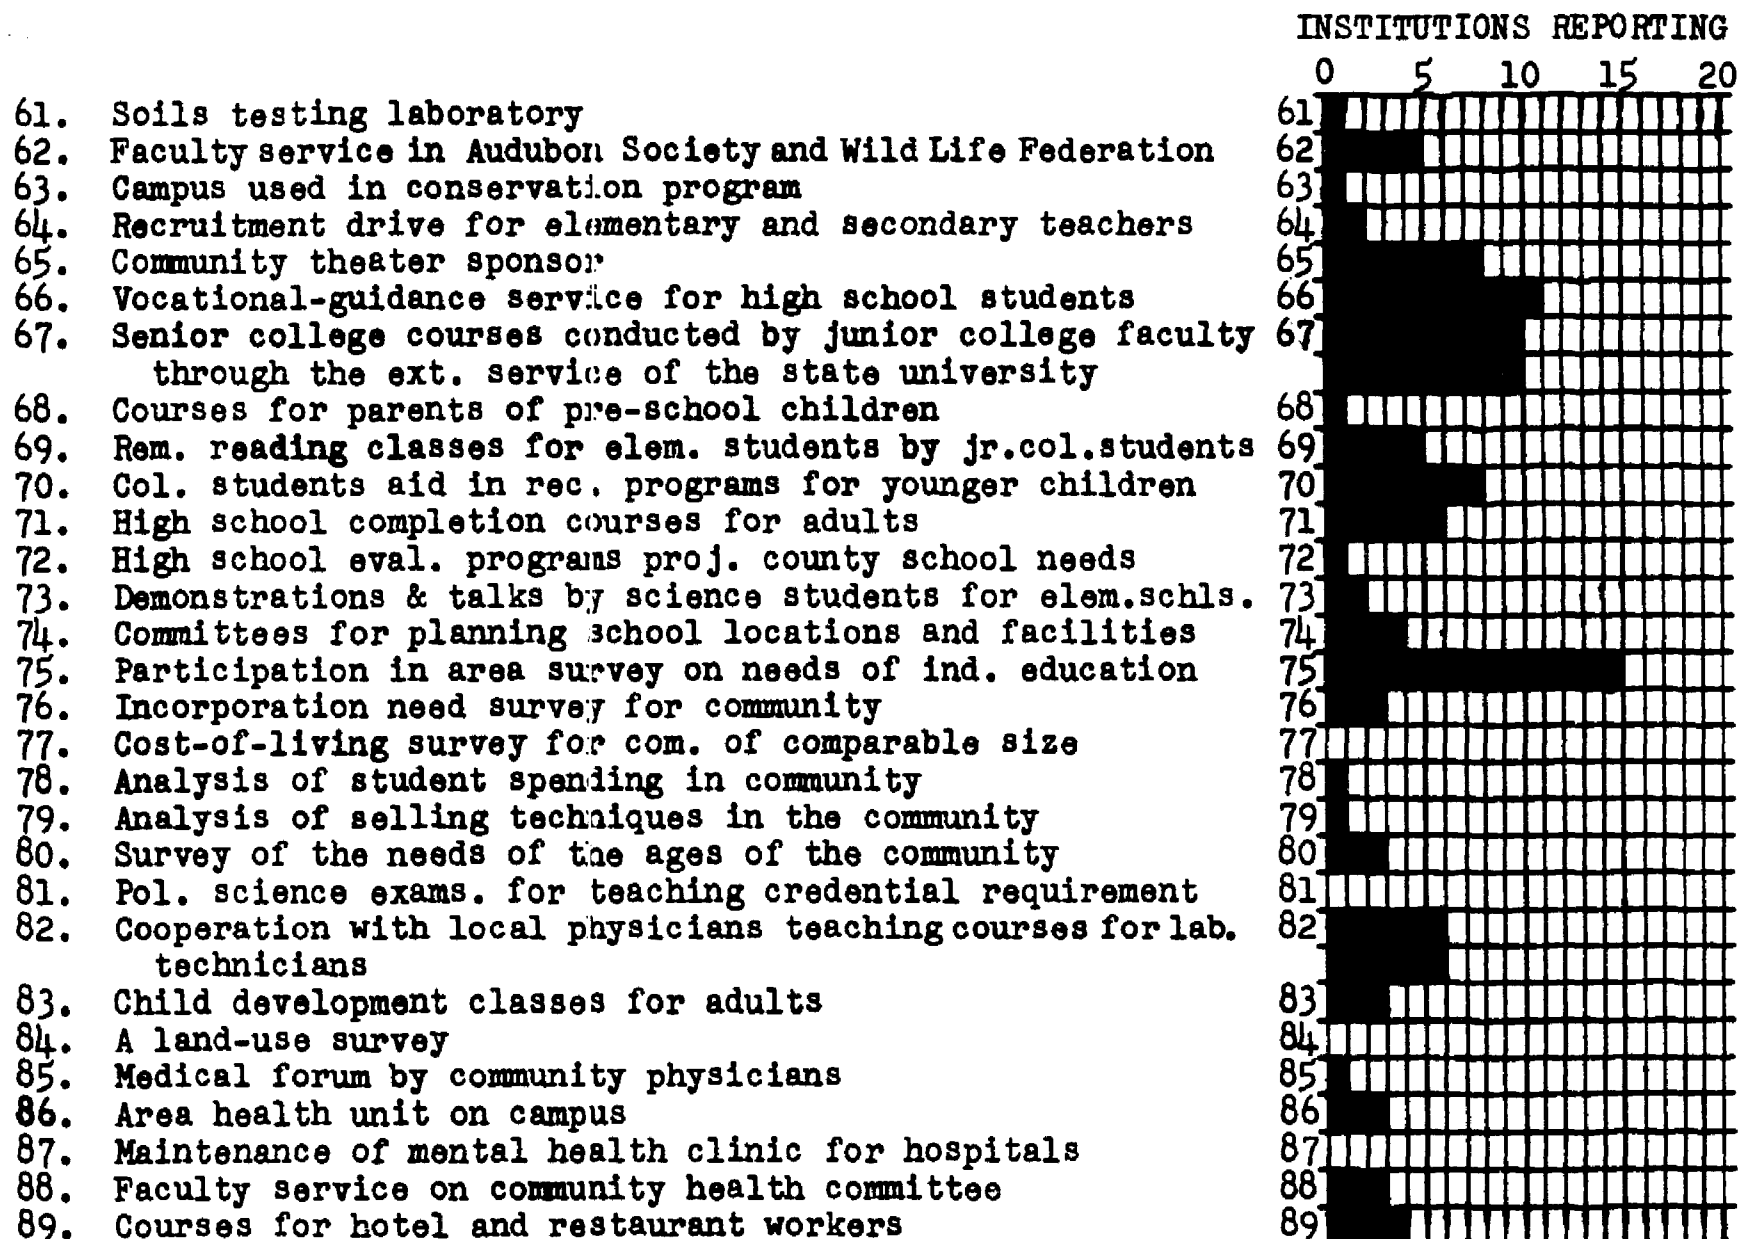 INSTITUTIONS REPORTING
0 5 10 15 20
61. Soils testing laboratory 61
62. Faculty service in Audubon Society and Wild Life Federation 62
63. Campus used in conservation program 63
64. Recruitment drive for elementary and secondary teachers 64
65. Community theater sponsor 65
66. Vocational-guidance service for high school students 66
67. Senior college courses conducted by junior college faculty 67
through the ext. service of the state university
68. Courses for parents of pre-school children 68
69. Rem. reading classes for elem. students by jr.col.students 69
70. Col. students aid in rec. programs for younger children 70
71. High school completion courses for adults 71
72. High school eval. programs proj. county school needs 72
73. Demonstrations & talks by science students for elem.schls. 73
74. Committees for planning school locations and facilities 74
75. Participation in area survey on needs of ind. education 75
76. Incorporation need survey for community 76
77. Cost-of-living survey for com. of comparable size 77
78. Analysis of student spending in community 78
79. Analysis of selling techniques in the community 79
80. Survey of the needs of the ages of the community 80
81. Pol. science exams. for teaching credential requirement 81
82. Cooperation with local physicians teaching courses for lab. 82
technicians
83. Child development classes for adults 83
84. A land-use survey 84
85. Medical forum by community physicians 85
86. Area health unit on campus 86
87. Maintenance of mental health clinic for hospitals 87
88. Faculty service on community health committee 88
89. Courses for hotel and restaurant workers 89